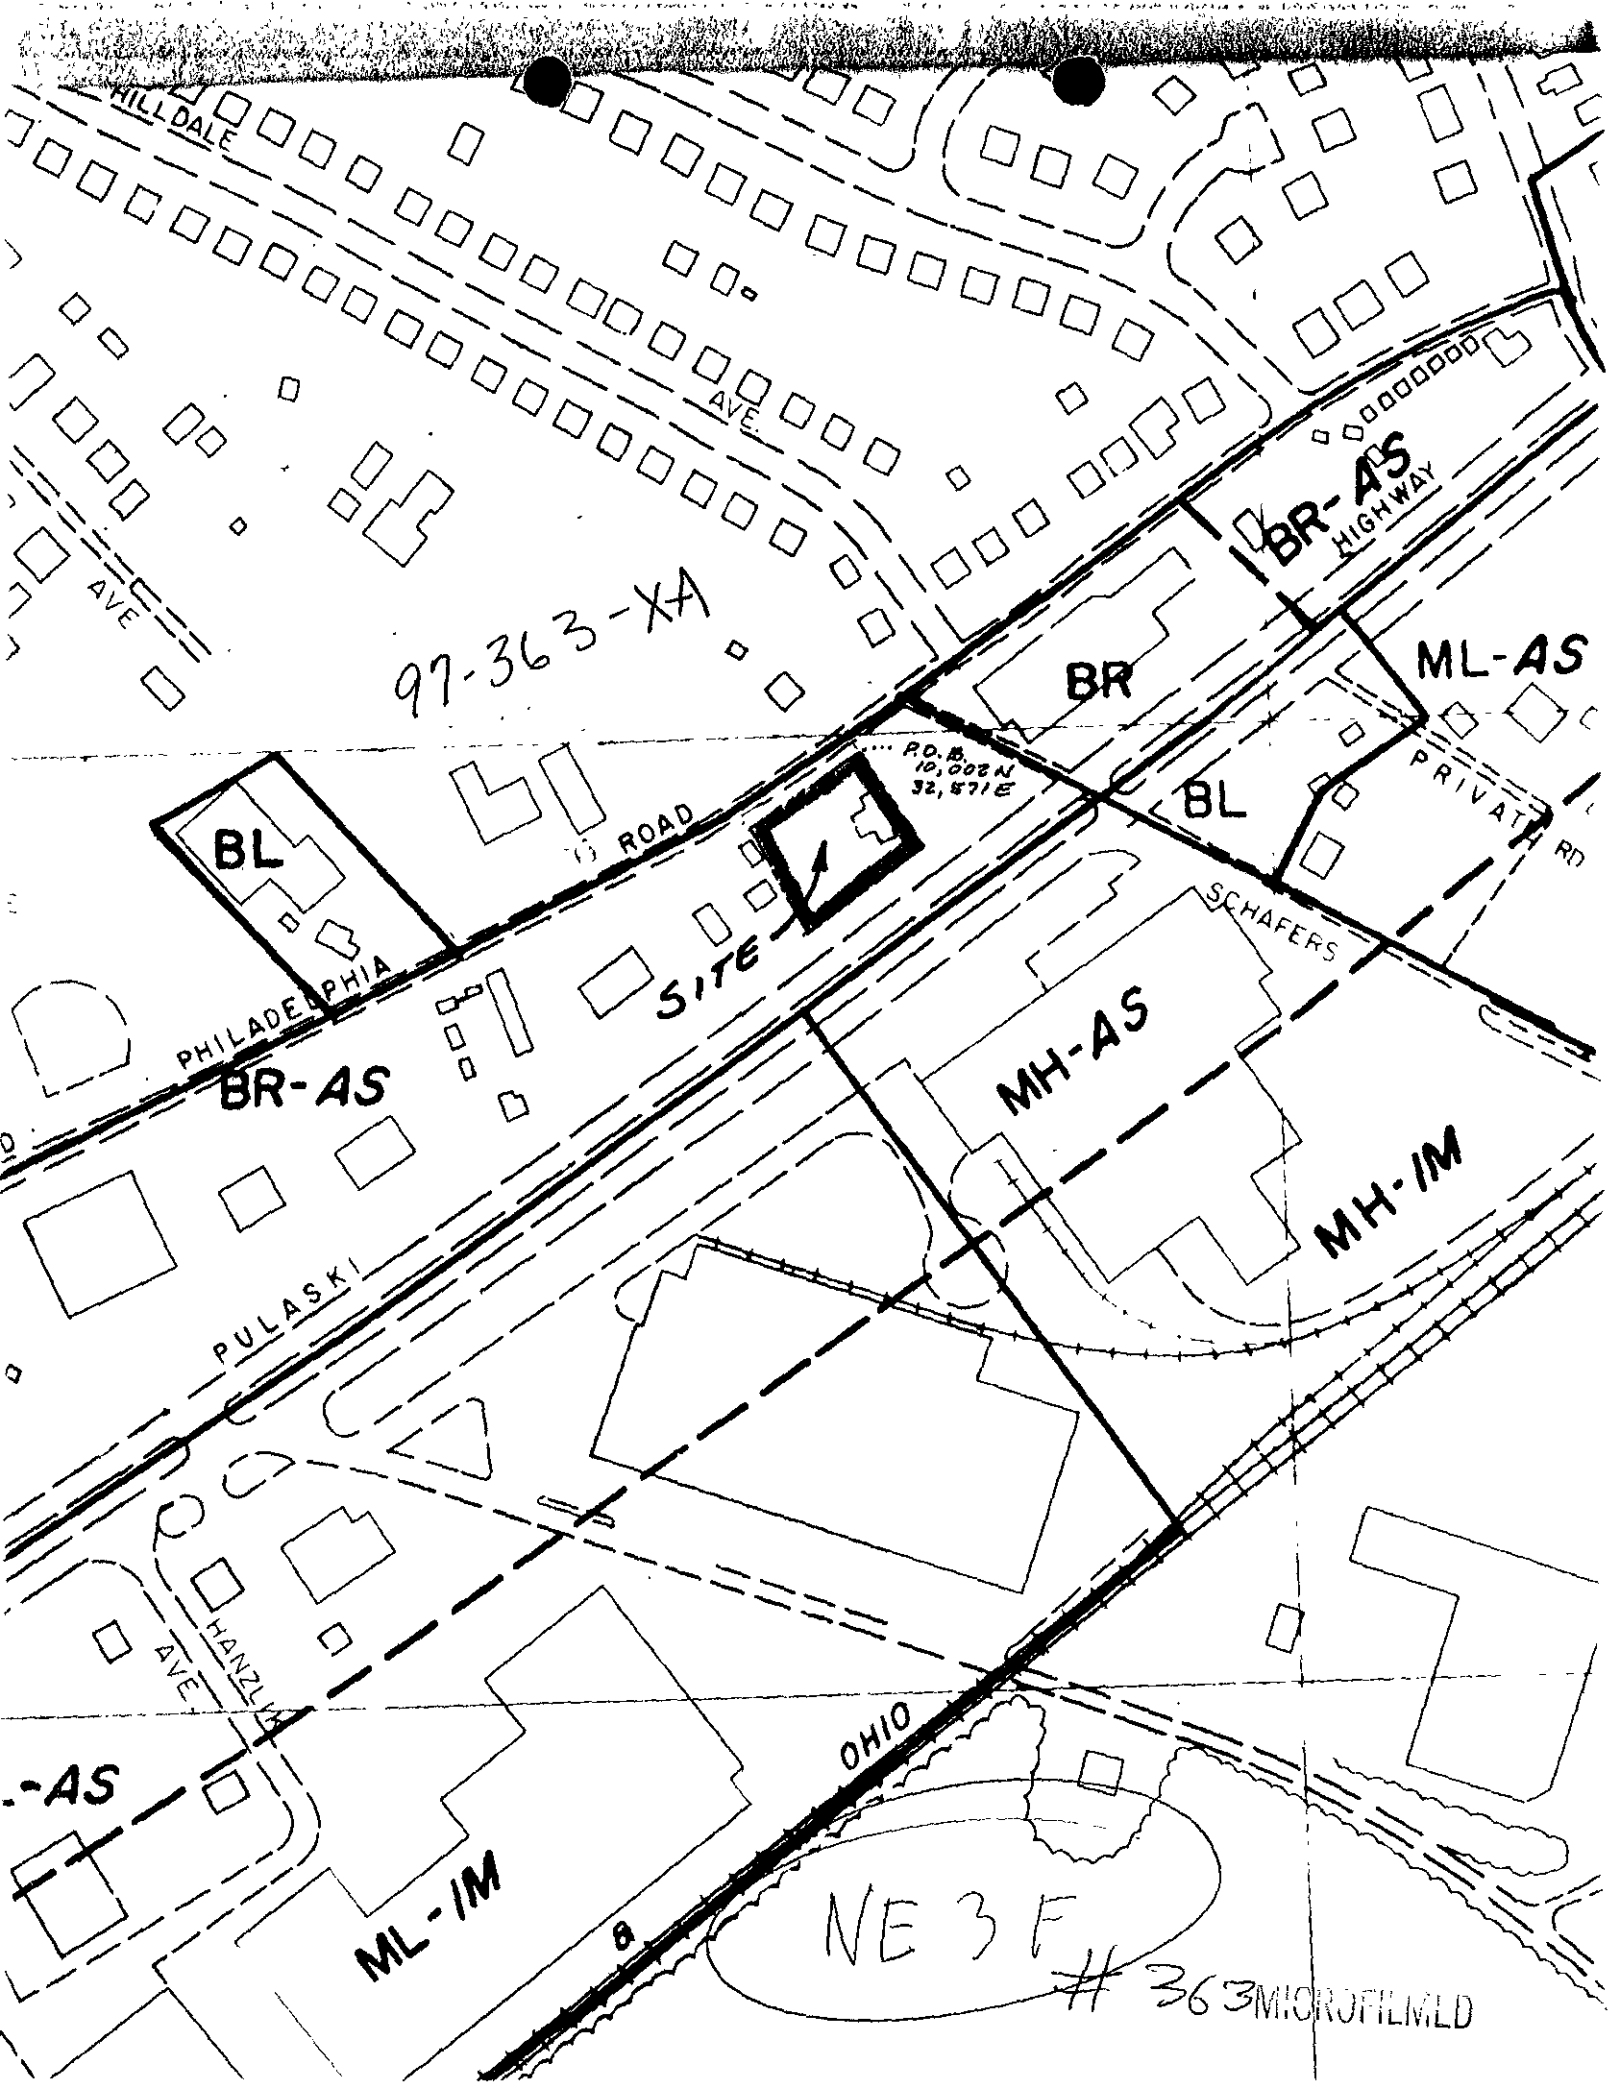 HILLDALE
AVE.
AVE
97-363-XA
BR-AS
HIGHWAY
ML-AS
BR
P.O.B.
10,002 N
32,571 E
BL
PRIVATE RD
BL
ROAD
SCHAFERS
SITE
PHILADELPHIA
BR-AS
MH-AS
MH-IM
PULASKI
HANZLIK
AVE.
-AS
OHIO
ML-IM
&
NE 3 F
# 363
MICROFILMED